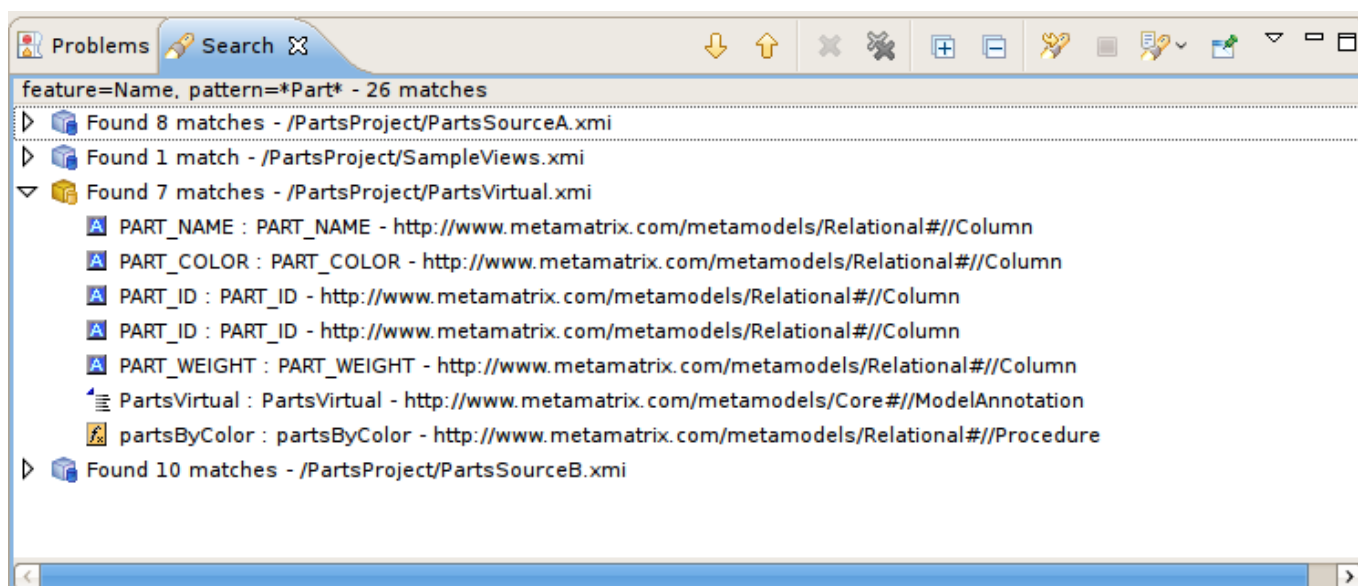 Problems Search
feature=Name, pattern=*Part* - 26 matches
Found 8 matches - /PartsProject/PartsSourceA.xmi
Found 1 match - /PartsProject/SampleViews.xmi
Found 7 matches - /PartsProject/PartsVirtual.xmi
PART_NAME : PART_NAME - http://www.metamatrix.com/metamodels/Relational#//Column
PART_COLOR : PART_COLOR - http://www.metamatrix.com/metamodels/Relational#//Column
PART_ID : PART_ID - http://www.metamatrix.com/metamodels/Relational#//Column
PART_ID : PART_ID - http://www.metamatrix.com/metamodels/Relational#//Column
PART_WEIGHT : PART_WEIGHT - http://www.metamatrix.com/metamodels/Relational#//Column
PartsVirtual : PartsVirtual - http://www.metamatrix.com/metamodels/Core#//ModelAnnotation
partsByColor : partsByColor - http://www.metamatrix.com/metamodels/Relational#//Procedure
Found 10 matches - /PartsProject/PartsSourceB.xmi